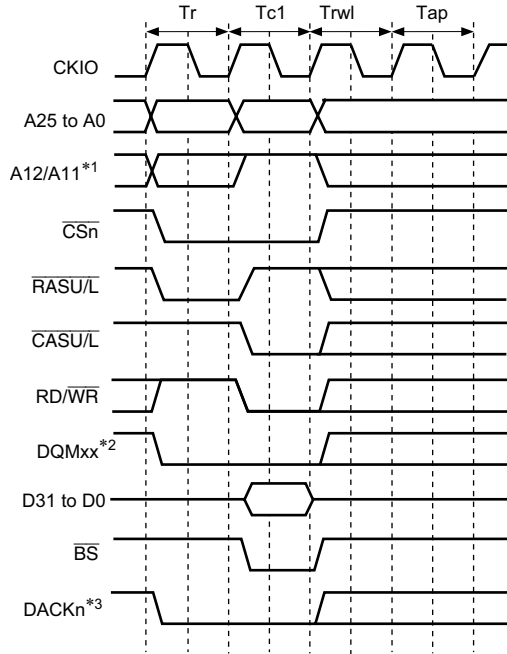 Tr Tc1 Trwl Tap
CKIO
A25 to A0
A12/A11*1
CSn
RASU/L
CASU/L
RD/WR
DQMxx*2
D31 to D0
BS
DACKn*3